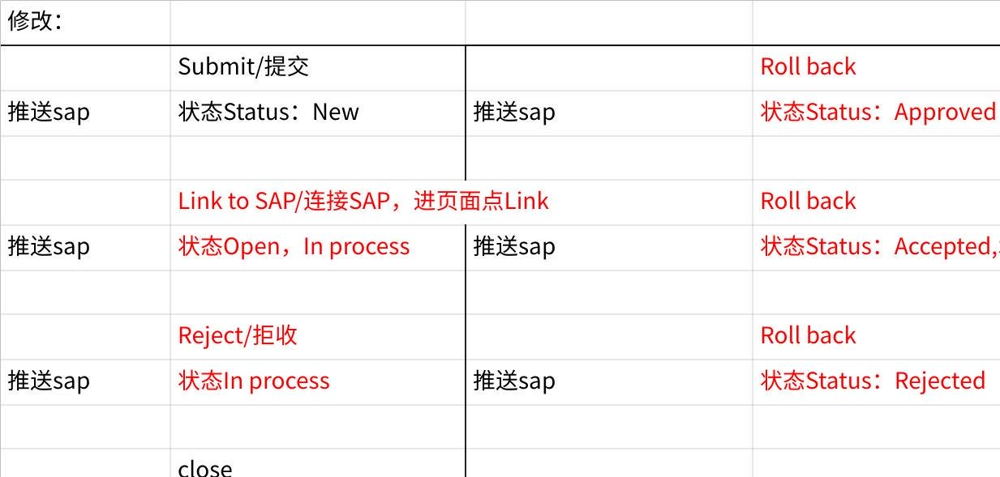 修改：
Submit/提交 Roll back
推送sap 状态Status：New 推送sap 状态Status：Approved
Link to SAP/连接SAP，进页面点Link Roll back
推送sap 状态Open，In process 推送sap 状态Status：Accepted,
Reject/拒收 Roll back
推送sap 状态In process 推送sap 状态Status：Rejected
close